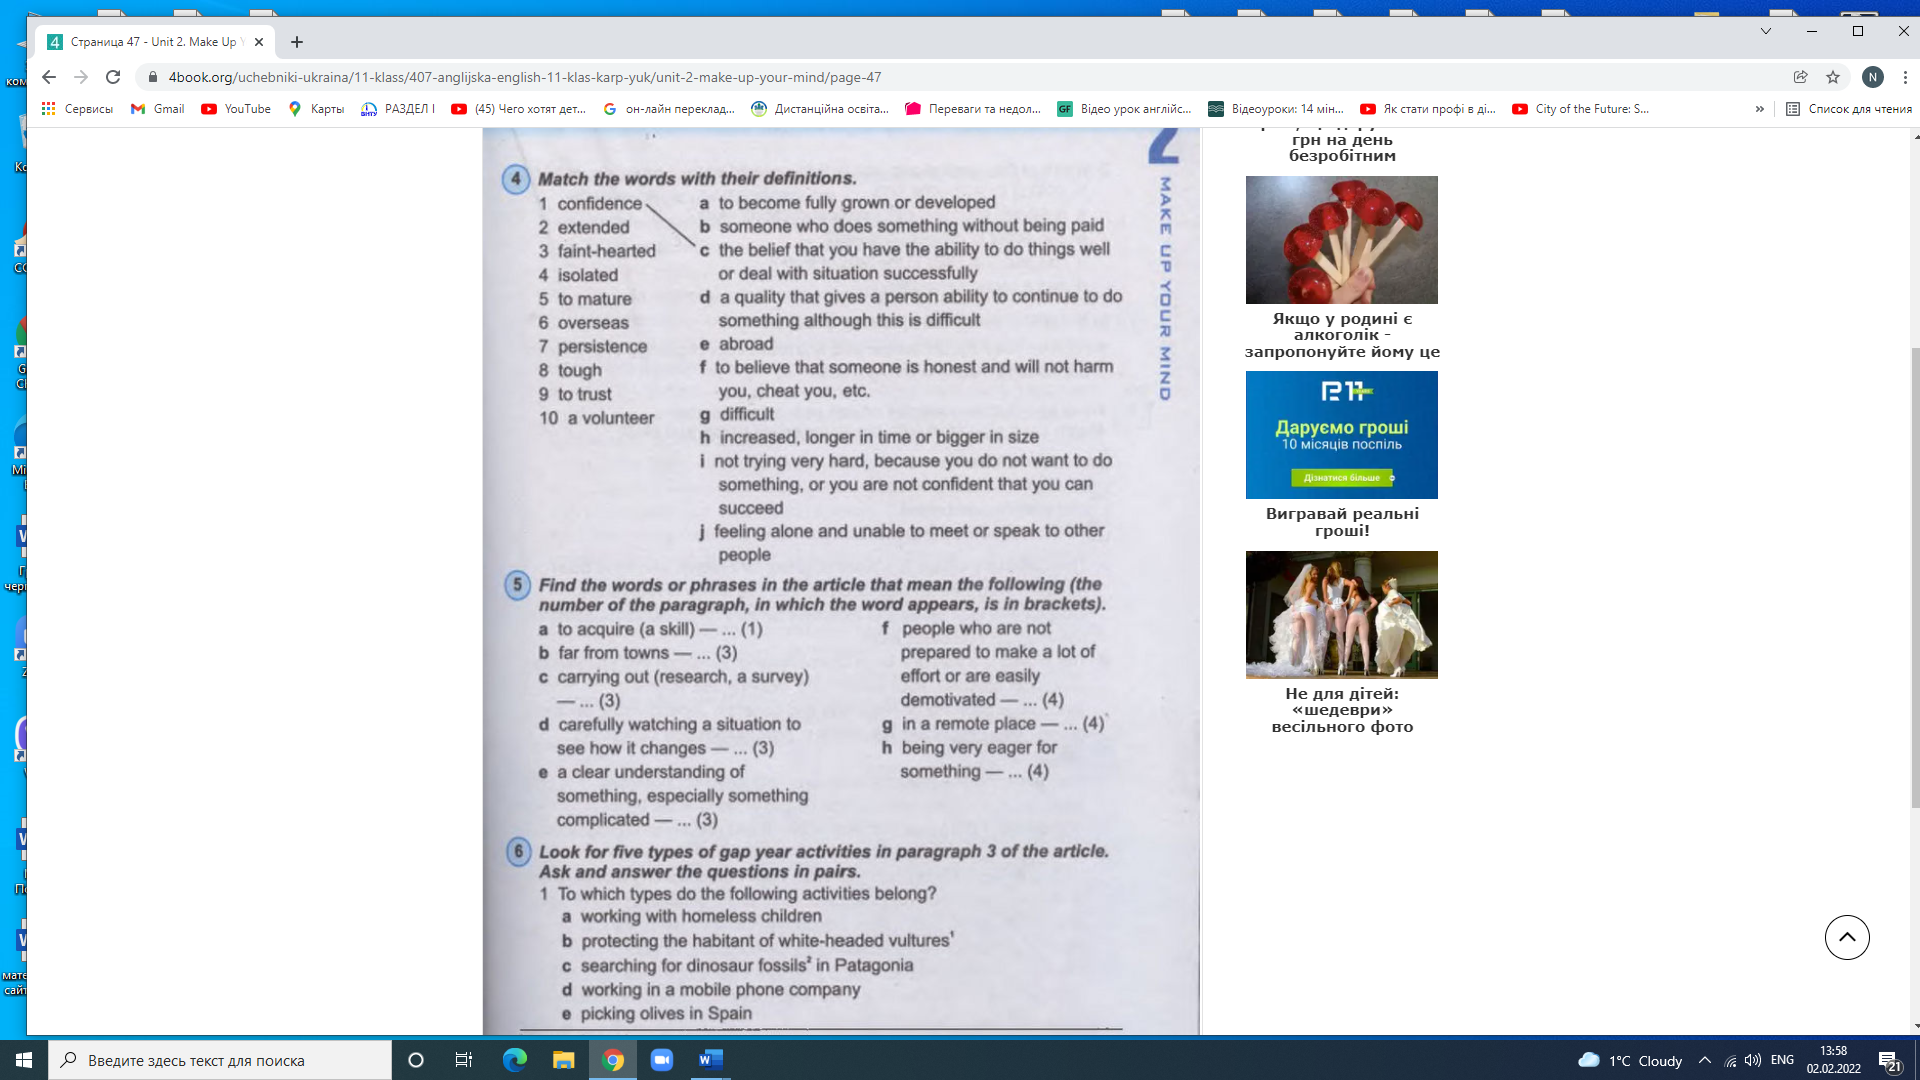 Страница 47 - Unit 2. Make Up Y
4book.org/uchebniki-ukraina/11-klass/407-anglijska-english-11-klas-karp-yuk/unit-2-make-up-your-mind/page-47
N
Сервисы
Gmail
YouTube
Карты
РАЗДЕЛ I
(45) Чего хотят дет...
он-лайн переклад...
Дистанційна освіта...
Переваги та недол...
Відео урок англійс...
Відеоуроки: 14 мін...
Як стати профі в ді...
City of the Future: S...
»
Список для чтения
2 MAKE UP YOUR MIND
4 Match the words with their definitions.
1 confidence
2 extended
3 faint-hearted
4 isolated
5 to mature
6 overseas
7 persistence
8 tough
9 to trust
10 a volunteer
a to become fully grown or developed
b someone who does something without being paid
c the belief that you have the ability to do things well
or deal with situation successfully
d a quality that gives a person ability to continue to do
something although this is difficult
e abroad
f to believe that someone is honest and will not harm
you, cheat you, etc.
g difficult
h increased, longer in time or bigger in size
i not trying very hard, because you do not want to do
something, or you are not confident that you can
succeed
j feeling alone and unable to meet or speak to other
people
5 Find the words or phrases in the article that mean the following (the
number of the paragraph, in which the word appears, is in brackets).
a to acquire (a skill) — ... (1)
b far from towns — ... (3)
c carrying out (research, a survey)
— ... (3)
d carefully watching a situation to
see how it changes — ... (3)
e a clear understanding of
something, especially something
complicated — ... (3)
f people who are not
prepared to make a lot of
effort or are easily
demotivated — ... (4)
g in a remote place — ... (4)
h being very eager for
something — ... (4)
6 Look for five types of gap year activities in paragraph 3 of the article.
Ask and answer the questions in pairs.
1 To which types do the following activities belong?
a working with homeless children
b protecting the habitant of white-headed vultures¹
c searching for dinosaur fossils² in Patagonia
d working in a mobile phone company
e picking olives in Spain
грн на день
безробітним
Якщо у родині є
алкоголік -
запропонуйте йому це
Даруємо гроші
10 місяців поспіль
Дізнатися більше
Вигравай реальні
гроші!
Не для дітей:
«шедеври»
весільного фото
Введите здесь текст для поиска
1°C Cloudy
ENG
13:58
02.02.2022
21